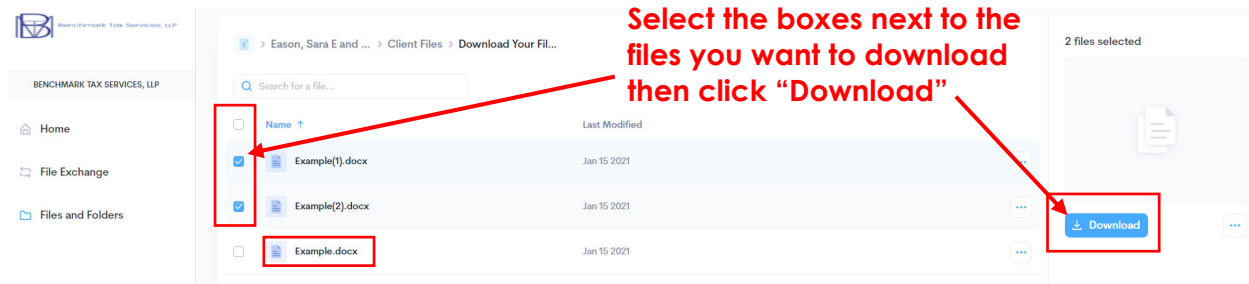 Benchmark Tax Services, LLP
BENCHMARK TAX SERVICES, LLP
Home
File Exchange
Files and Folders
> Eason, Sara E and ... > Client Files > Download Your Fil...
Search for a file...
Select the boxes next to the
files you want to download
then click “Download”
Name ↑ Last Modified
Example(1).docx Jan 15 2021 ...
Example(2).docx Jan 15 2021 ...
Example.docx Jan 15 2021 ...
2 files selected
Download ...